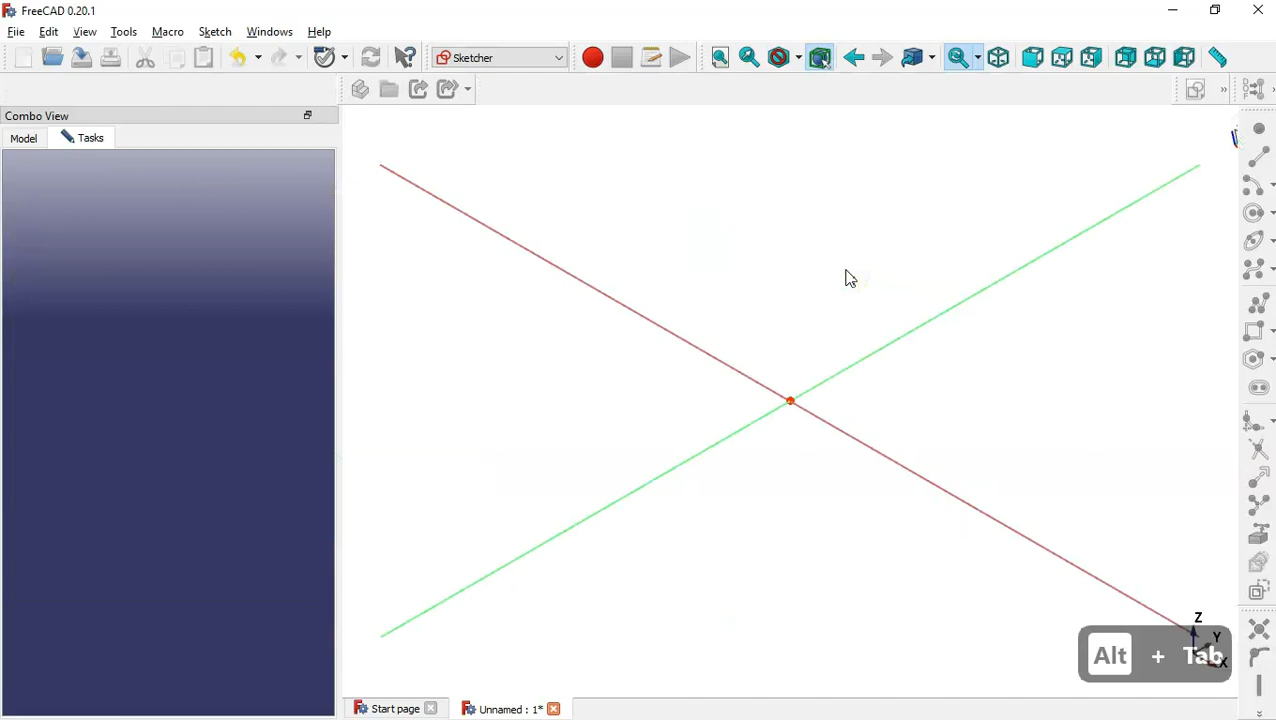 FreeCAD 0.20.1
File Edit View Tools Macro Sketch Windows Help
Sketcher
Combo View
Model Tasks
Z
Y
X
Alt + Tab
Start page Unnamed : 1*